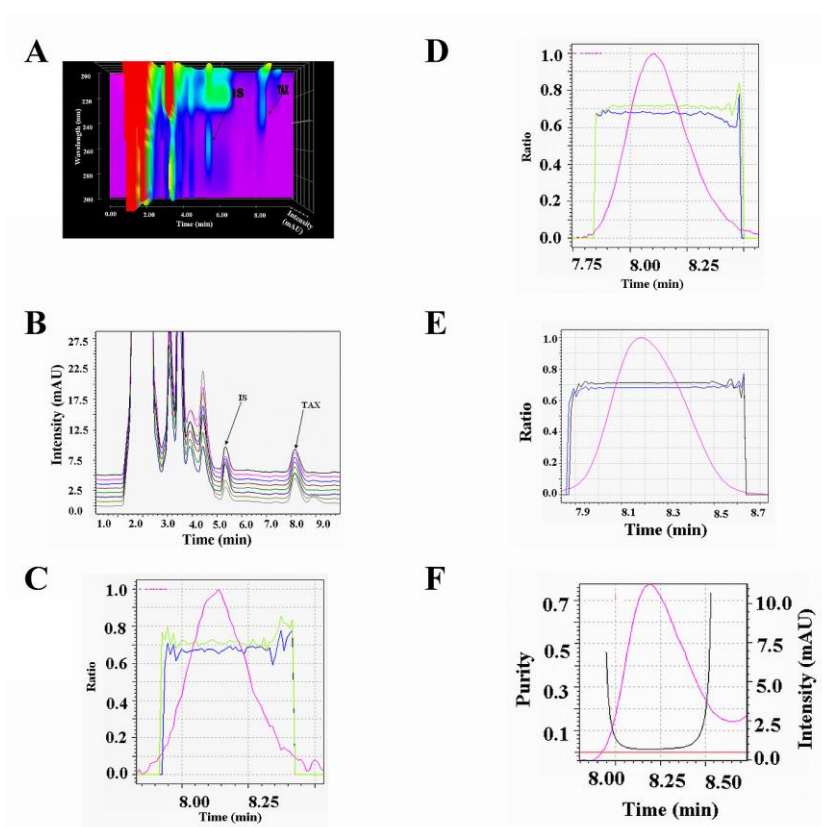 A
200
220
240
260
280
300
Wavelength (nm)
IS
TAX
0.00
2.00
4.00
6.00
8.00
Time (min)
Intensity
(mAU)
B
27.5
22.5
17.5
12.5
7.5
2.5
0.0
Intensity (mAU)
IS
TAX
1.0 2.0 3.0 4.0 5.0 6.0 7.0 8.0 9.0
Time (min)
C
1.0
0.8
0.6
0.4
0.2
0.0
Ratio
8.00 8.25
Time (min)
D
1.0
0.8
0.6
0.4
0.2
0.0
Ratio
7.75 8.00 8.25
Time (min)
E
1.0
0.8
0.6
0.4
0.2
0.0
Ratio
7.9 8.1 8.3 8.5 8.7
Time (min)
F
0.7
0.5
0.3
0.1
Purity
10.0
7.5
5.0
2.5
0.0
Intensity (mAU)
8.00 8.25 8.50
Time (min)